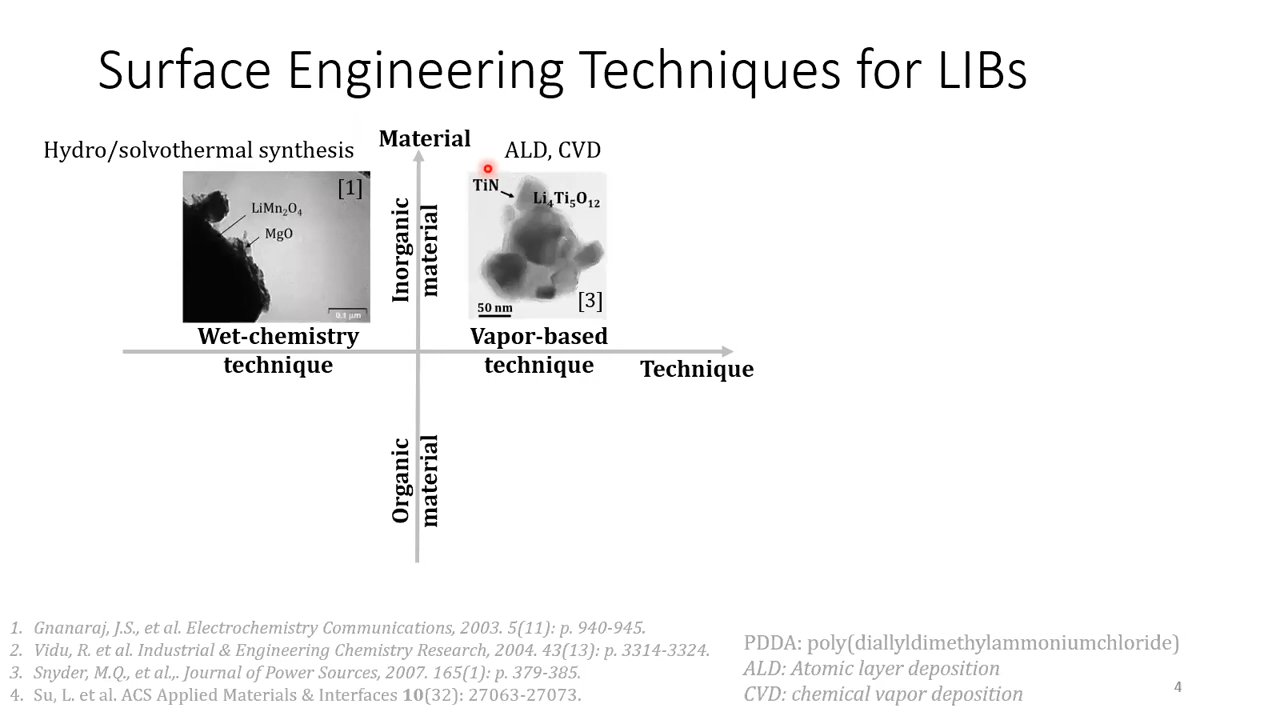 Surface Engineering Techniques for LIBs
Hydro/solvothermal synthesis
Material
ALD, CVD
[1]
LiMn₂O₄
MgO
0.1 µm
Inorganic
material
TiN
Li₄Ti₅O₁₂
50 nm
[3]
Wet-chemistry
technique
Vapor-based
technique
Technique
Organic
material
1. Gnanaraj, J.S., et al. Electrochemistry Communications, 2003. 5(11): p. 940-945.
2. Vidu, R. et al. Industrial & Engineering Chemistry Research, 2004. 43(13): p. 3314-3324.
3. Snyder, M.Q., et al.,. Journal of Power Sources, 2007. 165(1): p. 379-385.
4. Su, L. et al. ACS Applied Materials & Interfaces 10(32): 27063-27073.
PDDA: poly(diallyldimethylammoniumchloride)
ALD: Atomic layer deposition
CVD: chemical vapor deposition
4